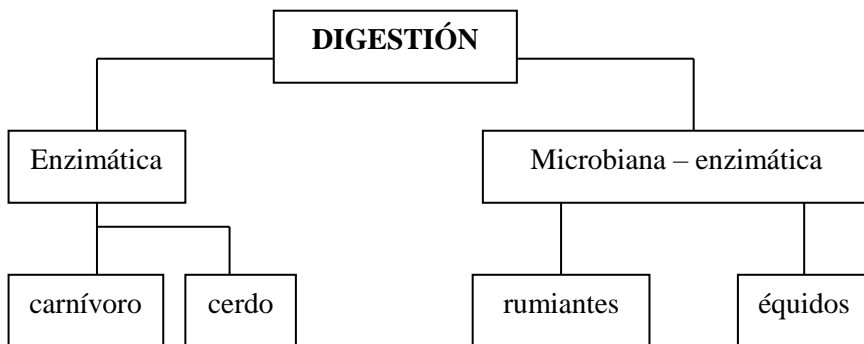 DIGESTIÓN
Enzimática
Microbiana – enzimática
carnívoro
cerdo
rumiantes
équidos